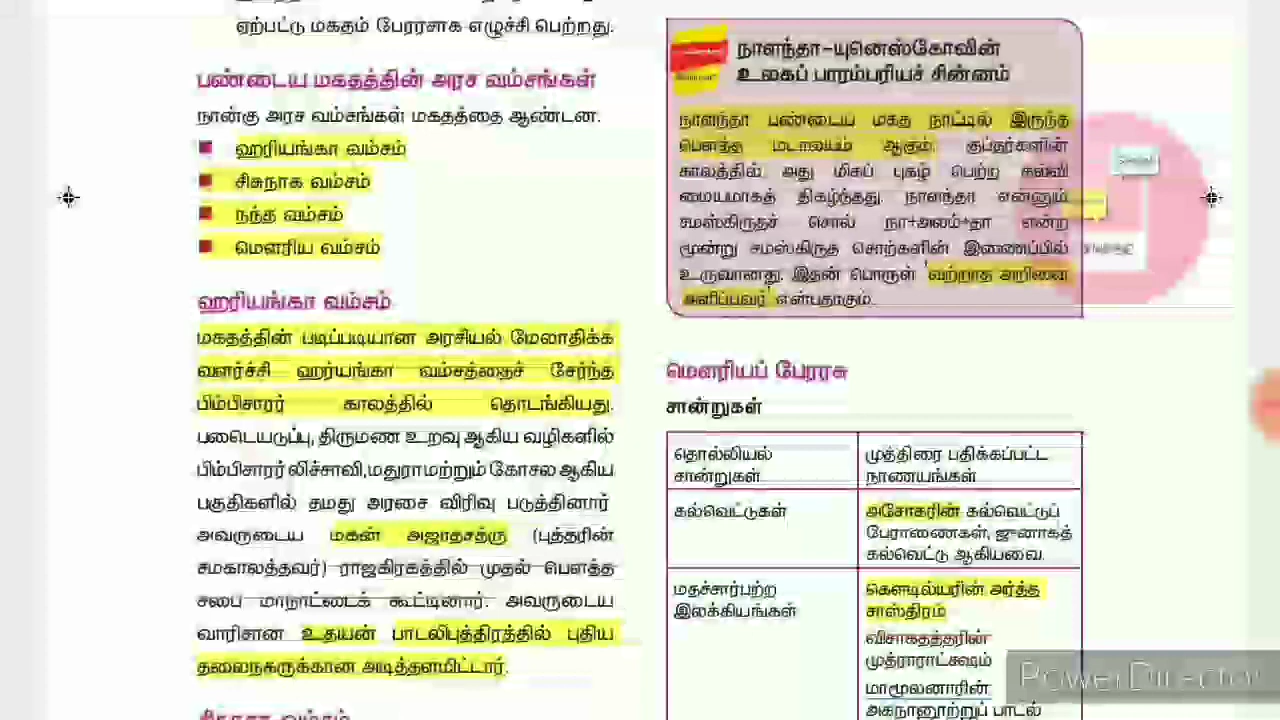 ஏற்பட்டு மகதம் பேரரசாக எழுச்சி பெற்றது.
பண்டைய மகதத்தின் அரச வம்சங்கள்
நான்கு அரச வம்சங்கள் மகதத்தை ஆண்டன.
ஹரியங்கா வம்சம்
சிசுநாக வம்சம்
நந்த வம்சம்
மௌரிய வம்சம்
ஹரியங்கா வம்சம்
மகதத்தின் படிப்படியான அரசியல் மேலாதிக்க
வளர்ச்சி ஹர்யங்கா வம்சத்தைச் சேர்ந்த
பிம்பிசாரர் காலத்தில் தொடங்கியது.
படையெடுப்பு, திருமண உறவு ஆகிய வழிகளில்
பிம்பிசாரர் லிச்சாவி,மதுரா மற்றும் கோசல ஆகிய
பகுதிகளில் தமது அரசை விரிவு படுத்தினார்
அவருடைய மகன் அஜாதசத்ரு (புத்தரின்
சமகாலத்தவர்) ராஜகிரகத்தில் முதல் பௌத்த
சபை மாநாட்டைக் கூட்டினார். அவருடைய
வாரிசான உதயன் பாடலிபுத்திரத்தில் புதிய
தலைநகருக்கான அடித்தளமிட்டார்.
நாளந்தா–யுனெஸ்கோவின்
உலகப் பாரம்பரியச் சின்னம்
நாளந்தா பண்டைய மகத நாட்டில் இருந்த
பௌத்த மடாலயம் ஆகும். குப்தர்களின்
காலத்தில் அது மிகப் புகழ் பெற்ற கல்வி
மையமாகத் திகழ்ந்தது. நாளந்தா என்னும்
சமஸ்கிருதச் சொல் நா+அலம்+தா என்ற
மூன்று சமஸ்கிருத சொற்களின் இணைப்பில்
உருவானது. இதன் பொருள் 'வற்றாத அறிவை
அளிப்பவர்' என்பதாகும்.
மௌரியப் பேரரசு
சான்றுகள்
தொல்லியல் சான்றுகள்
முத்திரை பதிக்கப்பட்ட
நாணயங்கள்
கல்வெட்டுகள்
அசோகரின் கல்வெட்டுப்
பேராணைகள், ஜுனாகத்
கல்வெட்டு ஆகியவை
மதச்சார்பற்ற
இலக்கியங்கள்
கௌடில்யரின் அர்த்த
சாஸ்திரம்
விசாகதத்தரின்
முத்ராராட்சஷம்
மாமூலனாரின்
அகநானூற்றுப் பாடல்
PowerDirector